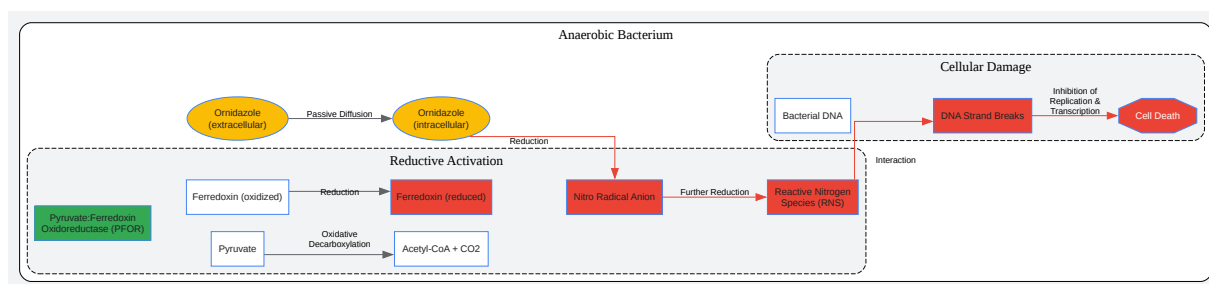 Anaerobic Bacterium
Cellular Damage
Ornidazole
(extracellular)
Passive Diffusion
Ornidazole
(intracellular)
Reduction
Bacterial DNA
DNA Strand Breaks
Inhibition of
Replication &
Transcription
Cell Death
Reductive Activation
Interaction
Ferredoxin (oxidized)
Reduction
Ferredoxin (reduced)
Nitro Radical Anion
Further Reduction
Reactive Nitrogen
Species (RNS)
Pyruvate:Ferredoxin
Oxidoreductase (PFOR)
Pyruvate
Oxidative
Decarboxylation
Acetyl-CoA + CO2